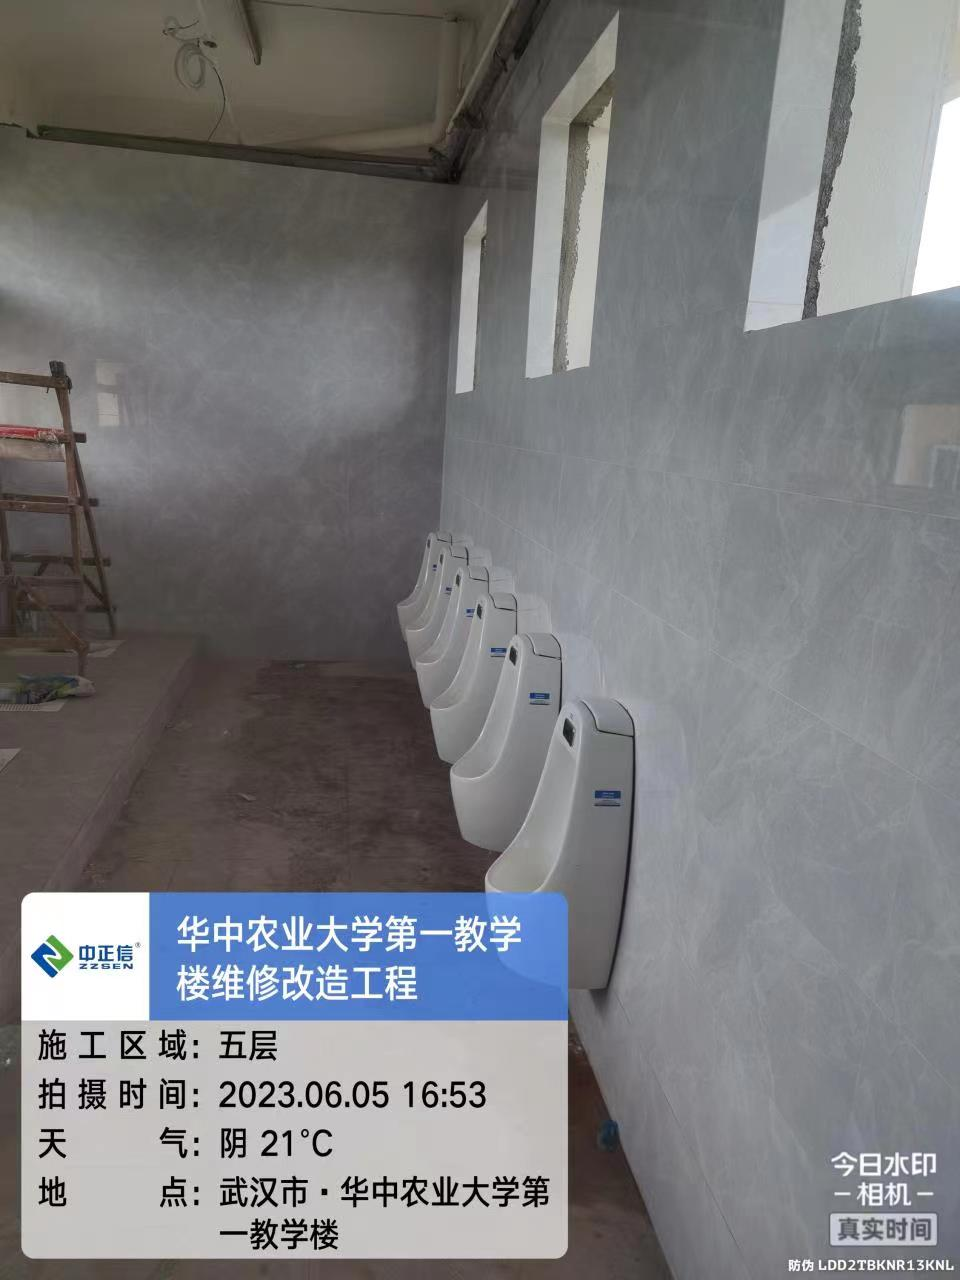 中正信®
ZZSEN
华中农业大学第一教学
楼维修改造工程
施工区域：五层
拍摄时间：2023.06.05 16:53
天气：阴 21°C
地点：武汉市·华中农业大学第
一教学楼
今日水印
-相机-
真实时间
防伪 LDD2TBKNR13KNL